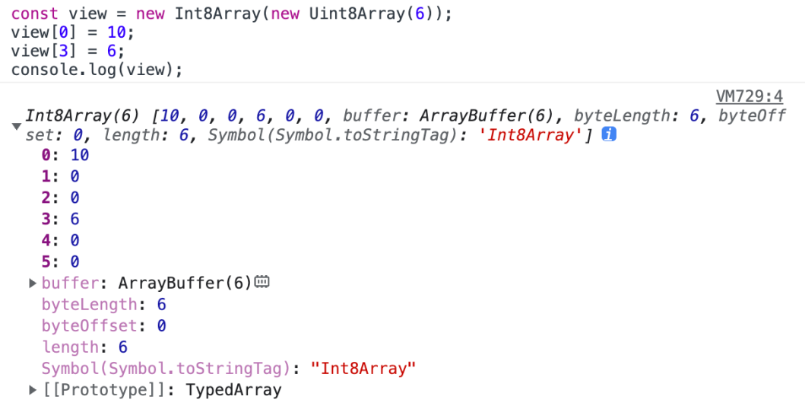 const view = new Int8Array(new Uint8Array(6));
view[0] = 10;
view[3] = 6;
console.log(view);
VM729:4
Int8Array(6) [10, 0, 0, 6, 0, 0, buffer: ArrayBuffer(6), byteLength: 6, byteOff
set: 0, length: 6, Symbol(Symbol.toStringTag): 'Int8Array'] i
0: 10
1: 0
2: 0
3: 6
4: 0
5: 0
buffer: ArrayBuffer(6)
byteLength: 6
byteOffset: 0
length: 6
Symbol(Symbol.toStringTag): "Int8Array"
[[Prototype]]: TypedArray